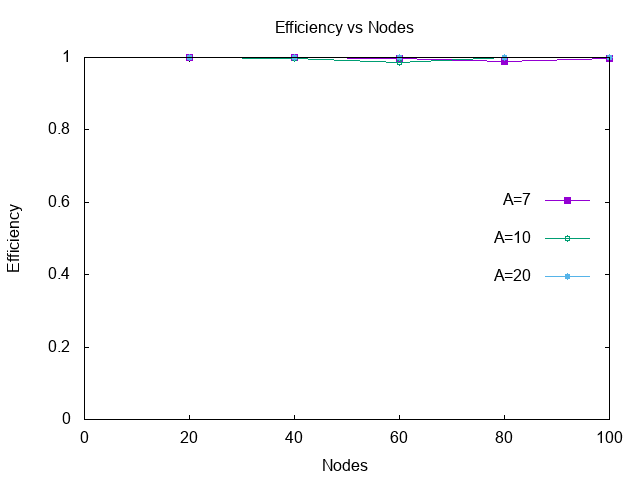 Efficiency vs Nodes
1
0.8
0.6
0.4
0.2
0
Efficiency
A=7
A=10
A=20
0 20 40 60 80 100
Nodes